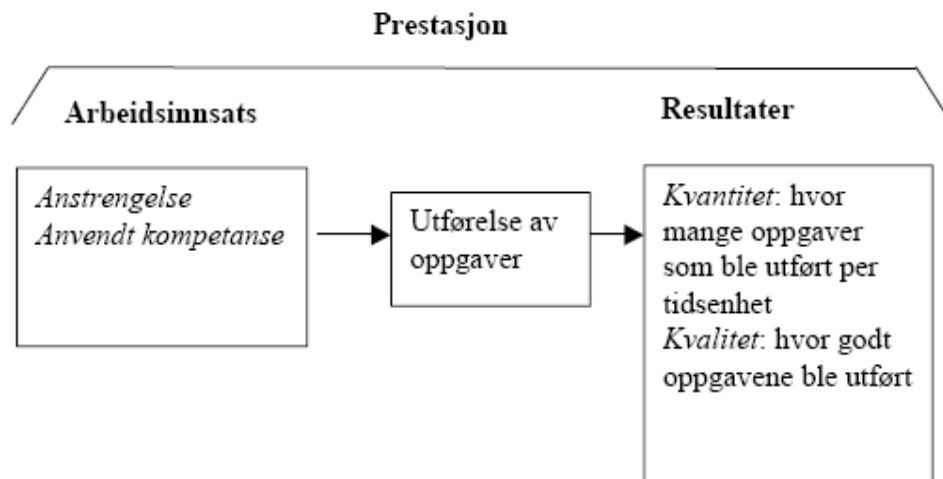 Prestasjon
Arbeidsinnsats
Resultater
Anstrengelse
Anvendt kompetanse
Utførelse av
oppgaver
Kvantitet: hvor
mange oppgaver
som ble utført per
tidsenhet
Kvalitet: hvor godt
oppgavene ble utført